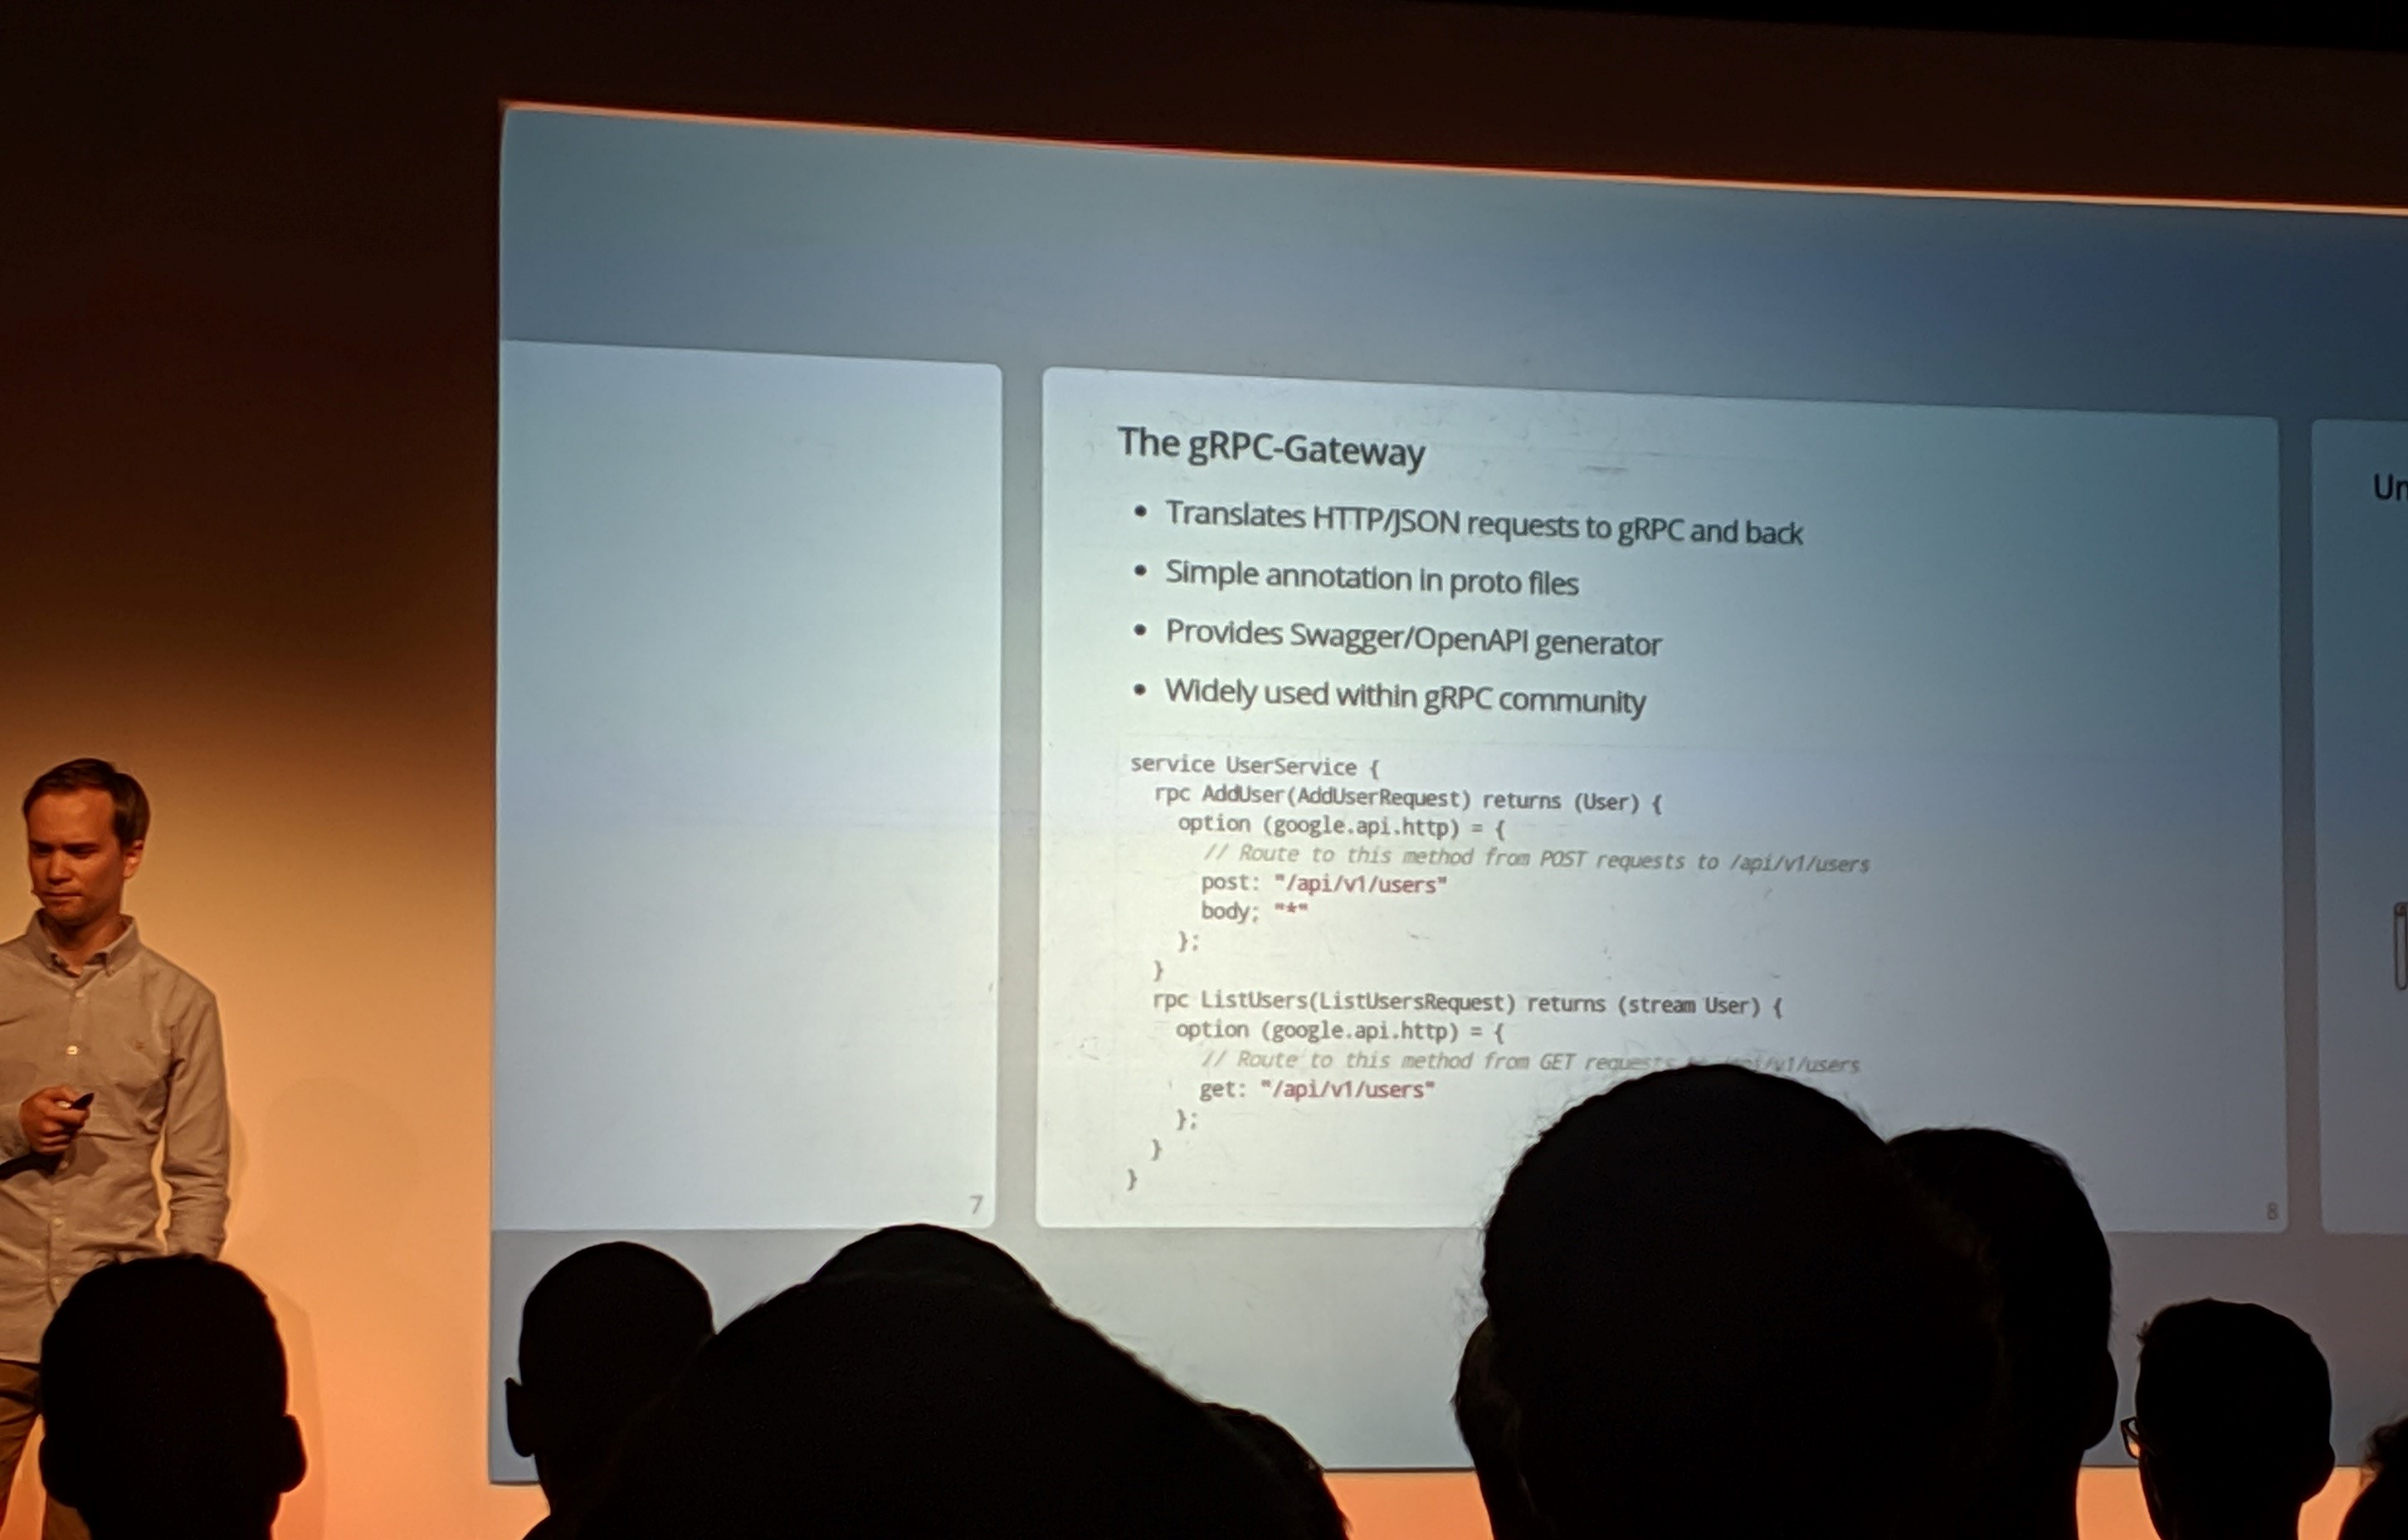 The gRPC-Gateway
• Translates HTTP/JSON requests to gRPC and back
• Simple annotation in proto files
• Provides Swagger/OpenAPI generator
• Widely used within gRPC community
service UserService {
  rpc AddUser(AddUserRequest) returns (User) {
    option (google.api.http) = {
      // Route to this method from POST requests to /api/v1/users
      post: "/api/v1/users"
      body: "*"
    };
  }
  rpc ListUsers(ListUsersRequest) returns (stream User) {
    option (google.api.http) = {
      // Route to this method from GET requests to /api/v1/users
      get: "/api/v1/users"
    };
  }
}
7
8
Un